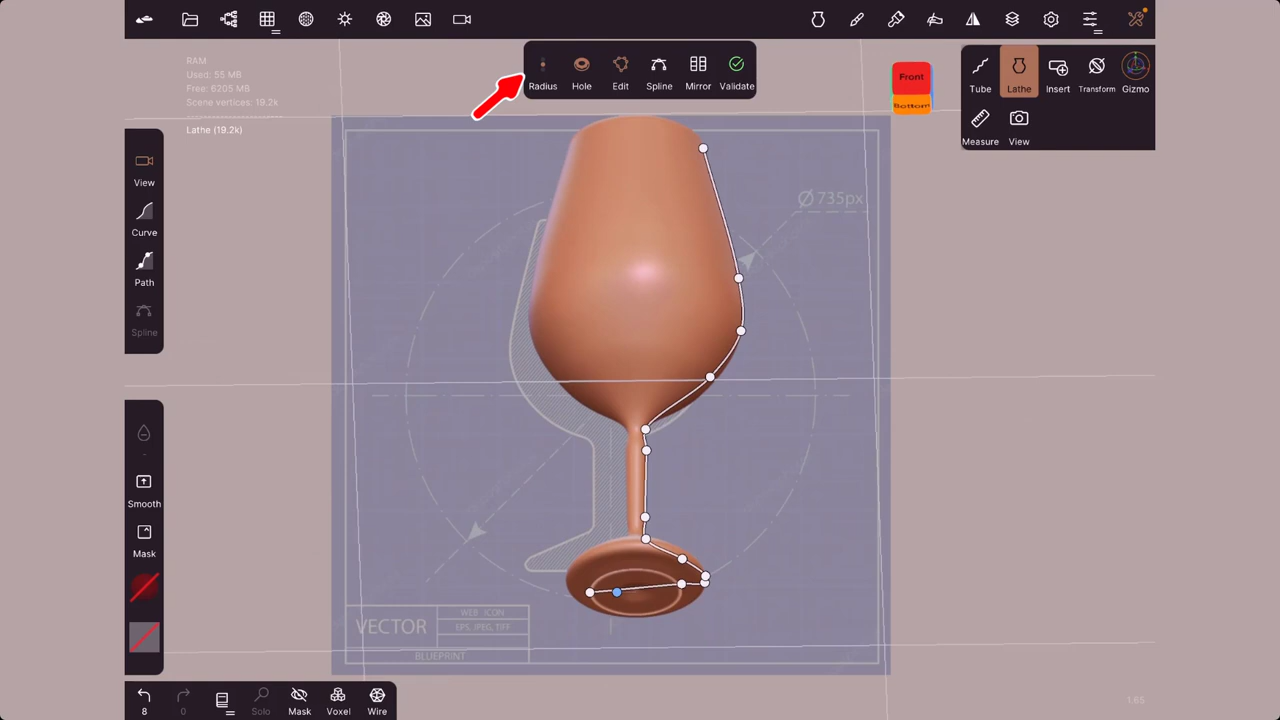 RAM
Used: 55 MB
Free: 6205 MB
Scene vertices: 19.2k
Lathe (19.2k)
Radius
Hole
Edit
Spline
Mirror
Validate
Front
Bottom
Tube
Lathe
Insert
Transform
Gizmo
Measure
View
View
Curve
Path
Spline
Ø 735px
-
Smooth
Mask
VECTOR
WEB ICON
EPS, JPEG, TIFF
BLUEPRINT
8
0
Solo
Mask
Voxel
Wire
1.65